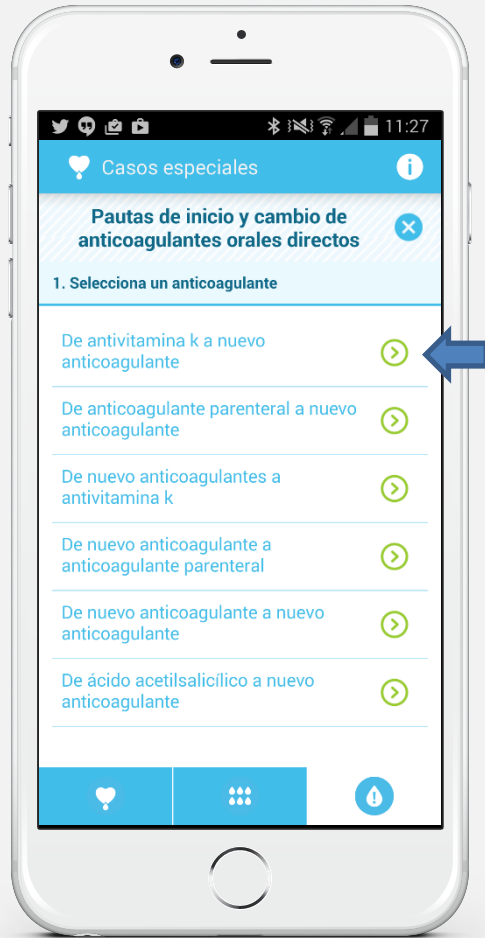 11:27
Casos especiales
Pautas de inicio y cambio de
anticoagulantes orales directos
1. Selecciona un anticoagulante
De antivitamina k a nuevo
anticoagulante
De anticoagulante parenteral a nuevo
anticoagulante
De nuevo anticoagulantes a
antivitamina k
De nuevo anticoagulante a
anticoagulante parenteral
De nuevo anticoagulante a nuevo
anticoagulante
De ácido acetilsalicílico a nuevo
anticoagulante